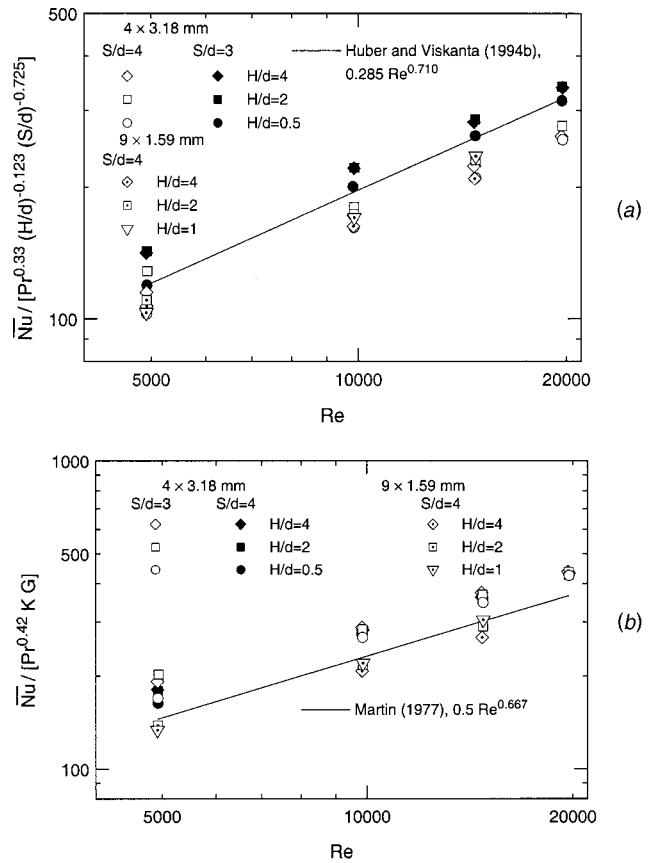 500
4 × 3.18 mm
S/d=4 S/d=3
H/d=4
H/d=2
H/d=0.5
Huber and Viskanta (1994b),
0.285 Re^0.710
9 × 1.59 mm
S/d=4
H/d=4
H/d=2
H/d=1
100
5000 10000 20000
Re
Nu / [Pr^0.33 (H/d)^-0.123 (S/d)^-0.725]
(a)
1000
4 × 3.18 mm 9 × 1.59 mm
S/d=3 S/d=4 S/d=4
H/d=4 H/d=4
H/d=2 H/d=2
H/d=0.5 H/d=1
500
Martin (1977), 0.5 Re^0.667
100
5000 10000 20000
Re
Nu / [Pr^0.42 K G]
(b)